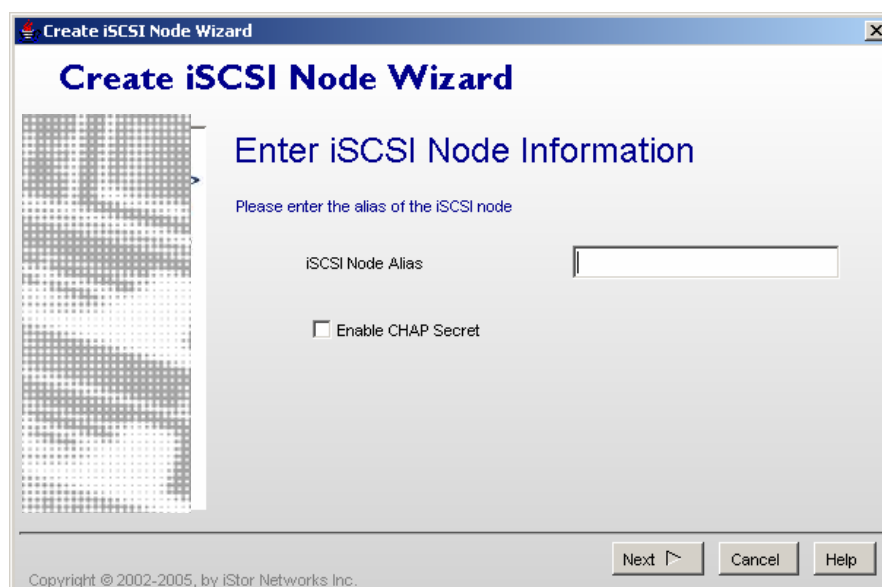 Create iSCSI Node Wizard
Create iSCSI Node Wizard
Enter iSCSI Node Information
Please enter the alias of the iSCSI node
iSCSI Node Alias
Enable CHAP Secret
Next
Cancel
Help
Copyright © 2002-2005, by iStor Networks Inc.